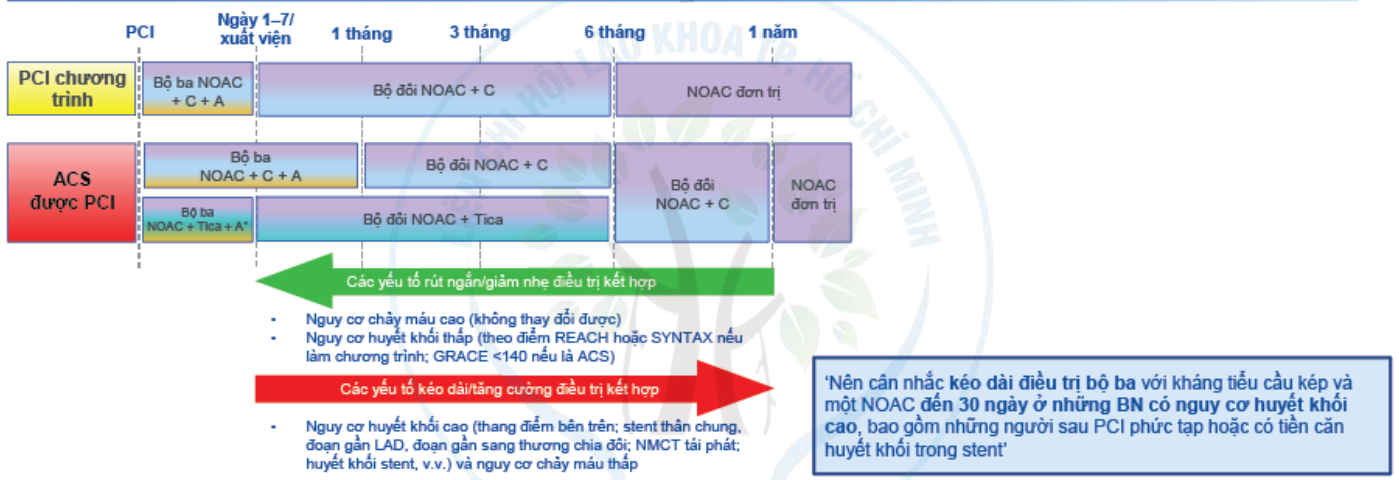 PCI
Ngày 1–7/
xuất viện
1 tháng
3 tháng
6 tháng
1 năm
PCI chương
trình
Bộ ba NOAC
+ C + A
Bộ đôi NOAC + C
NOAC đơn trị
ACS
được PCI
Bộ ba
NOAC + C + A
Bộ đôi NOAC + C
Bộ ba
NOAC + Tica + A*
Bộ đôi NOAC + Tica
Bộ đôi
NOAC + C
NOAC
đơn trị
Các yếu tố rút ngắn/giảm nhẹ điều trị kết hợp
• Nguy cơ chảy máu cao (không thay đổi được)
• Nguy cơ huyết khối thấp (theo điểm REACH hoặc SYNTAX nếu
làm chương trình; GRACE <140 nếu là ACS)
Các yếu tố kéo dài/tăng cường điều trị kết hợp
• Nguy cơ huyết khối cao (thang điểm bên trên; stent thân chung,
đoạn gần LAD, đoạn gần sang thương chia đôi; NMCT tái phát;
huyết khối stent, v.v.) và nguy cơ chảy máu thấp
'Nên cân nhắc kéo dài điều trị bộ ba với kháng tiểu cầu kép và
một NOAC đến 30 ngày ở những BN có nguy cơ huyết khối
cao, bao gồm những người sau PCI phức tạp hoặc có tiền căn
huyết khối trong stent'
LIÊN CHI HỘI LÃO KHOA TP. HỒ CHÍ MINH